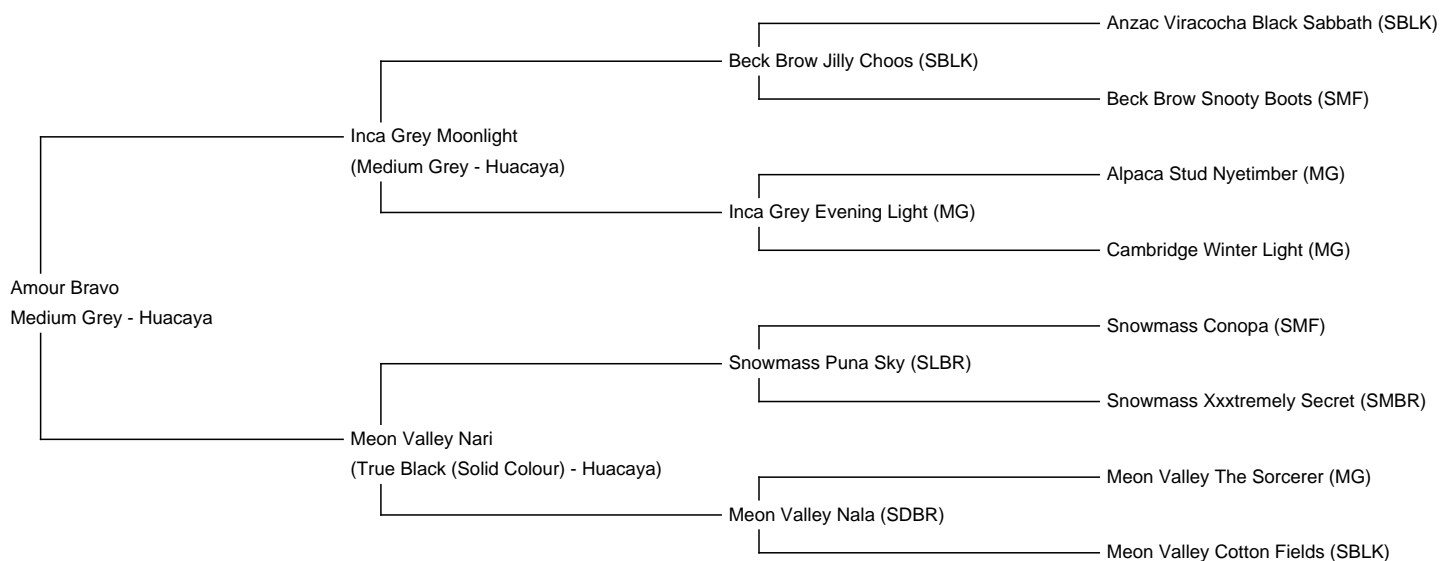 Anzac Viracocha Black Sabbath (SBLK)
Beck Brow Jilly Choos (SBLK)
Beck Brow Snooty Boots (SMF)
Inca Grey Moonlight
(Medium Grey - Huacaya)
Alpaca Stud Nyetimber (MG)
Inca Grey Evening Light (MG)
Cambridge Winter Light (MG)
Amour Bravo
Medium Grey - Huacaya
Snowmass Conopa (SMF)
Snowmass Puna Sky (SLBR)
Snowmass Xxxtremely Secret (SMBR)
Meon Valley Nari
(True Black (Solid Colour) - Huacaya)
Meon Valley The Sorcerer (MG)
Meon Valley Nala (SDBR)
Meon Valley Cotton Fields (SBLK)